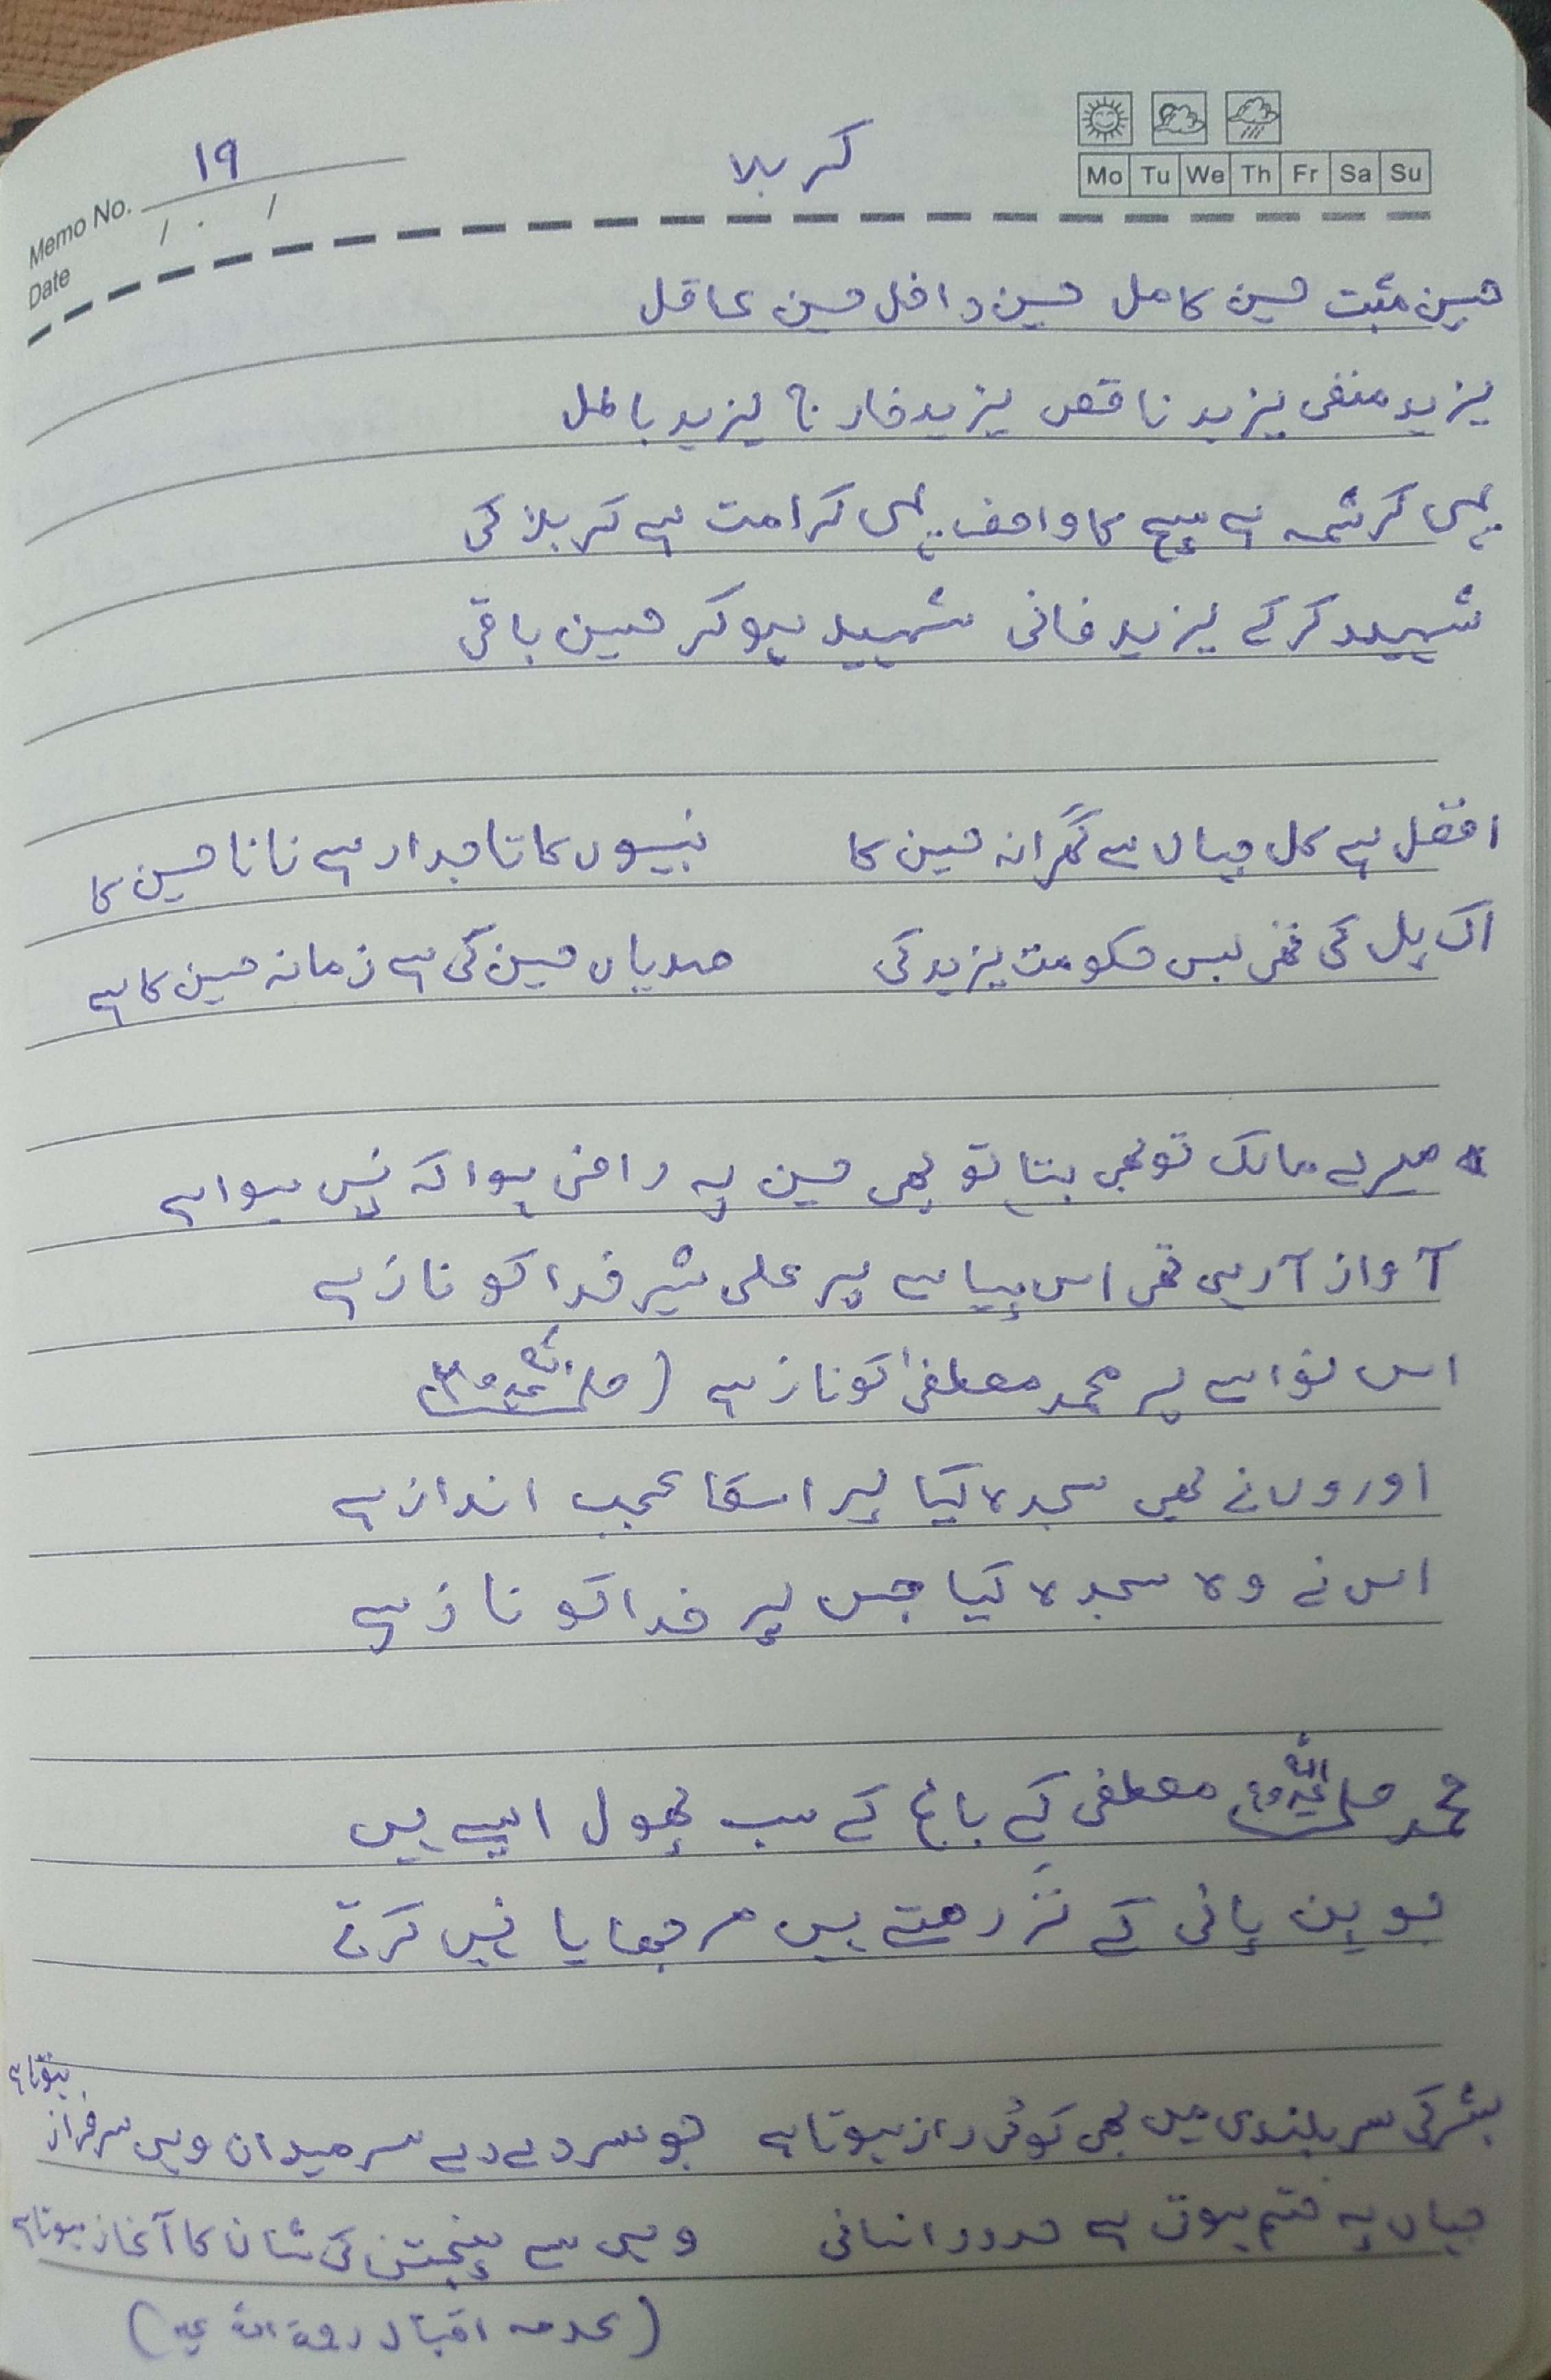 Memo No. ۱۹
کربلا
Mo Tu We Th Fr Sa Su
Date / . /
حسین مثبت حسین کامل حسین داخل حسین عاقل
یزید منفی یزید ناقص یزید خارج یزید باطل
یہی کرشمہ ہے سچ کا واصف یہی کرامت ہے کربلا کی
شہید کر کے یزید فانی شہید ہو کر حسین باقی
افضل ہے کل جہاں سے گھرانہ حسین کا نبیوں کا تاجدار ہے نانا حسین کا
اک پل کی تھی بس حکومت یزید کی صدیاں حسین کی ہے زمانہ حسین کا ہے
میرے مالک تو بھی بتا تو بھی حسین پہ راضی ہوا کہ نہیں ہوا ہے
آواز آ رہی تھی اس پیاسے پر علی شیر خدا کو ناز ہے
اس نواسے پر محمد مصطفیٰ کو ناز ہے (صلی اللہ علیہ وسلم)
اوروں نے بھی سجدہ کیا پر اسکا عجب انداز ہے
اس نے وہ سجدہ کیا جس پر خدا کو ناز ہے
محمد صلی اللہ علیہ وسلم مصطفی کے باغ کے سب پھول ایسے ہیں
جو بن پانی کے تر رہتے ہیں مرجھایا نہیں کرتے
بشر کی سر بلندی میں بھی کوئی راز ہوتا ہے جو سر دے دے سر میدان وہی سرفراز ہوتا ہے
جہاں پہ ختم ہوتی ہے حدود انسانی وہیں سے پنجتن کی شان کا آغاز ہوتا ہے
(علامہ اقبال رحمۃ اللہ علیہ)